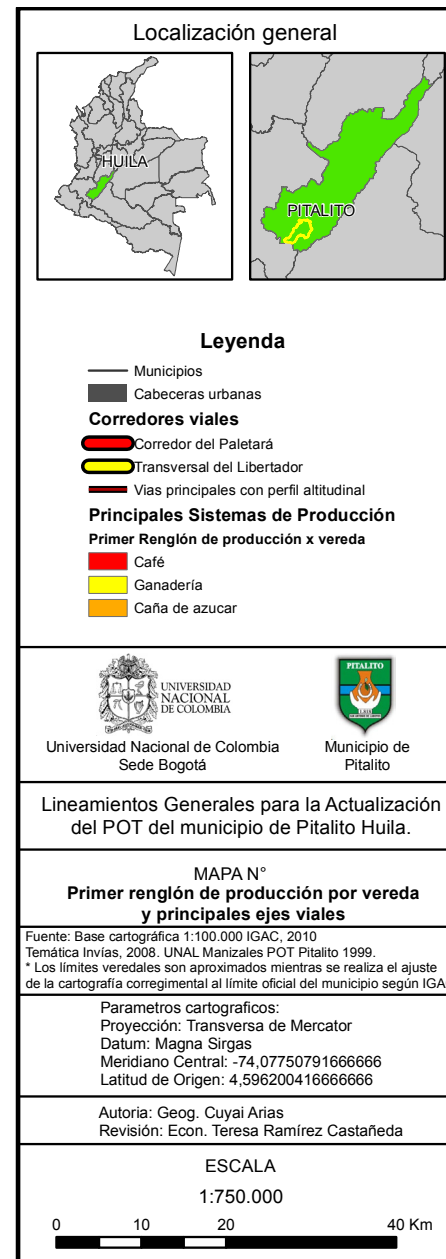 Localización general
HUILA
PITALITO
Leyenda
Municipios
Cabeceras urbanas
Corredores viales
Corredor del Paletará
Transversal del Libertador
Vias principales con perfil altitudinal
Principales Sistemas de Producción
Primer Renglón de producción x vereda
Café
Ganadería
Caña de azucar
UNIVERSIDAD
NACIONAL
DE COLOMBIA
PITALITO
Universidad Nacional de Colombia
Sede Bogotá
Municipio de
Pitalito
Lineamientos Generales para la Actualización
del POT del municipio de Pitalito Huila.
MAPA N°
Primer renglón de producción por vereda
y principales ejes viales
Fuente: Base cartográfica 1:100.000 IGAC, 2010
Temática Invías, 2008. UNAL Manizales POT Pitalito 1999.
* Los límites veredales son aproximados mientras se realiza el ajuste
de la cartografía corregimental al límite oficial del municipio según IGA
Parametros cartograficos:
Proyección: Transversa de Mercator
Datum: Magna Sirgas
Meridiano Central: -74,07750791666666
Latitud de Origen: 4,596200416666666
Autoria: Geog. Cuyai Arias
Revisión: Econ. Teresa Ramírez Castañeda
ESCALA
1:750.000
0 10 20 40 Km